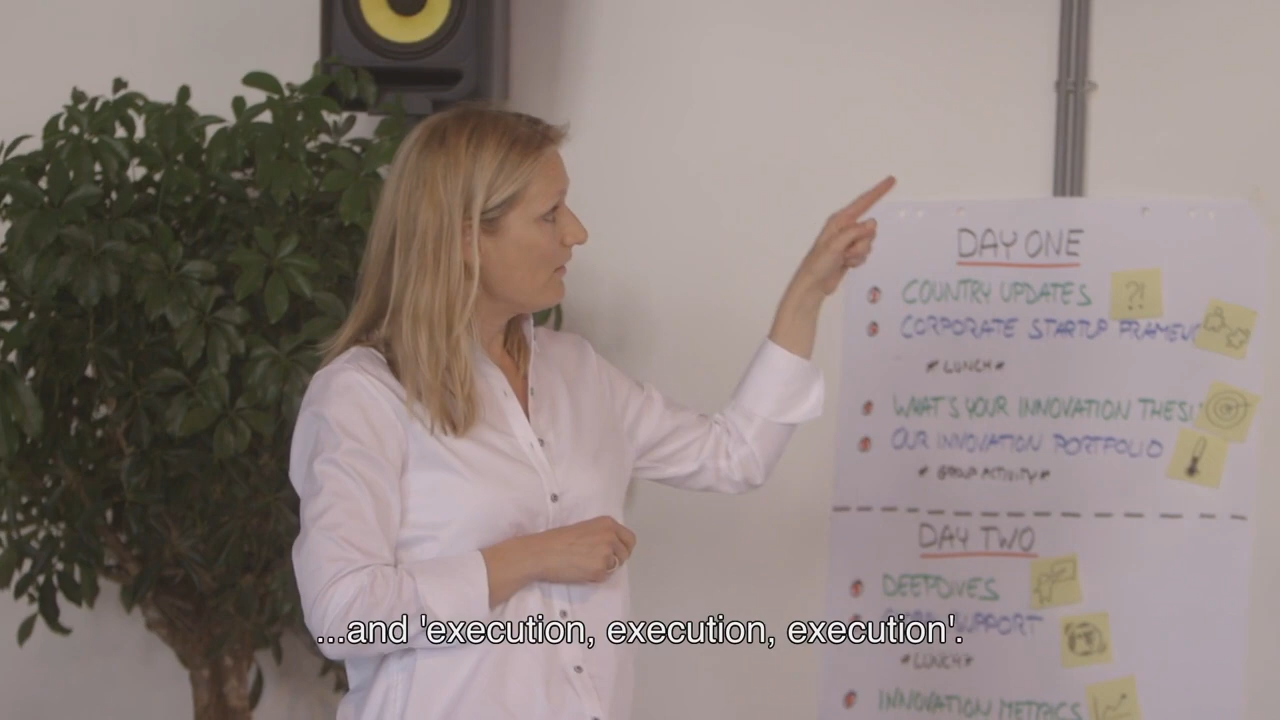 DAY ONE
COUNTRY UPDATES
?!
CORPORATE STARTUP
*LUNCH*
WHAT'S YOUR INNOVATION
OUR INNOVATION PORTFOLIO
*GROUP ACTIVITY*
DAY TWO
DEEPDIVES
...and 'execution, execution, execution'.
SUPPORT
*LUNCH*
INNOVATION METRICS